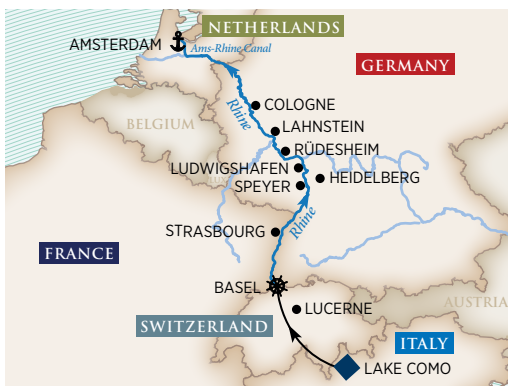 NETHERLANDS
AMSTERDAM
Ams-Rhine-Canal
GERMANY
COLOGNE
Rhine
BELGIUM
LAHNSTEIN
RÜDESHEIM
LUDWIGSHAFEN
HEIDELBERG
SPEYER
STRASBOURG
Rhine
FRANCE
BASEL
AUSTRIA
LUCERNE
SWITZERLAND
ITALY
LAKE COMO